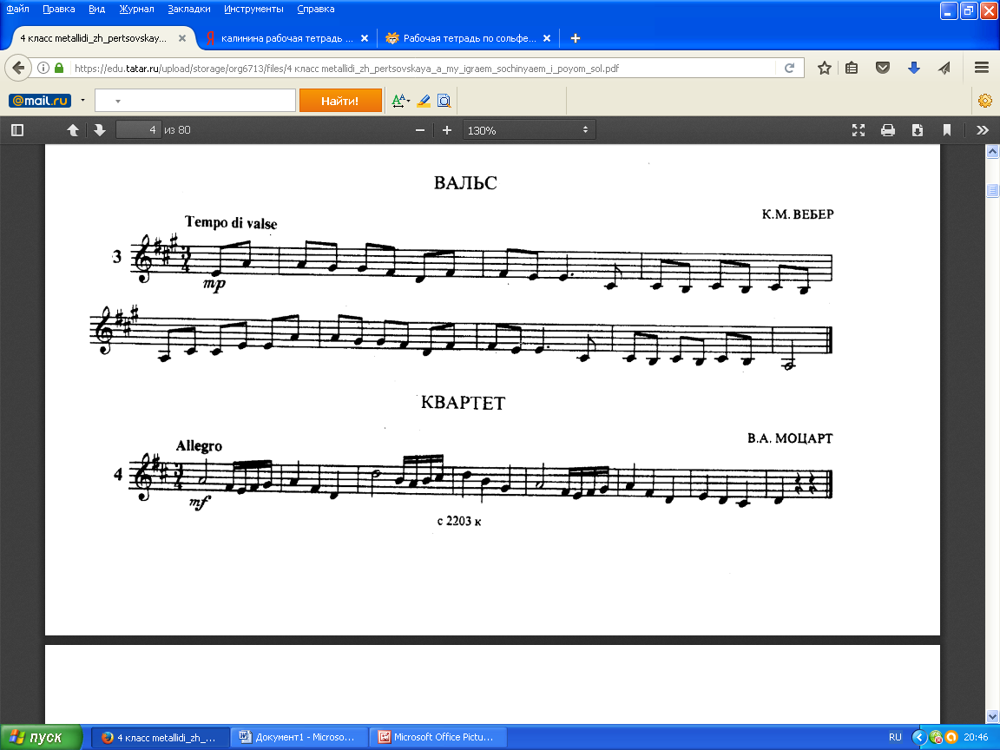 Файл Правка Вид Журнал Закладки Инструменты Справка
4 класс metallidi_zh_pertsovskay... калинина рабочая тетрадь ... Рабочая тетрадь по сольфе...
https://edu.tatar.ru/upload/storage/org6713/files/4 класс metallidi_zh_pertsovskaya_a_my_igraem_sochinyaem_i_poyom_sol.pdf
@mail.ru Найти!
4 из 80 130%
ВАЛЬС
К.М. ВЕБЕР
Tempo di valse
3
3
4
mp
КВАРТЕТ
В.А. МОЦАРТ
Allegro
4
3
4
mf
с 2203 к
пуск 4 класс metallidi_zh_... Документ1 - Microso... Microsoft Office Pictu... RU 20:46